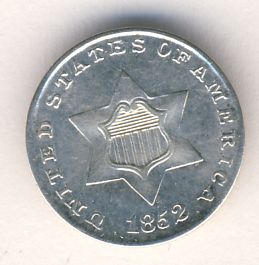 UNITED STATES OF AMERICA
1852